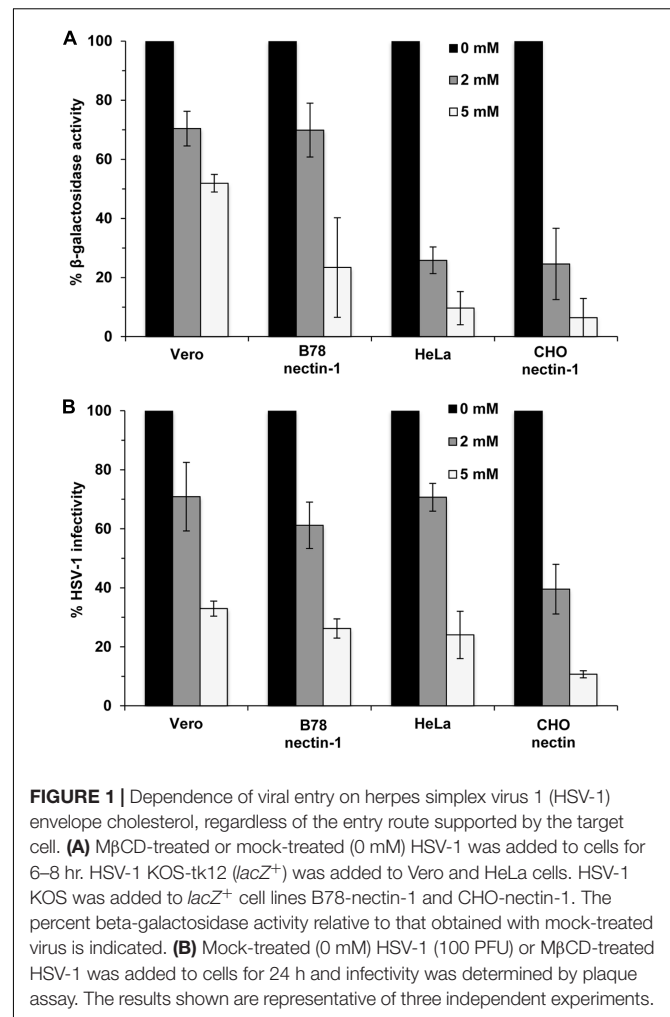 A
100
80
60
40
20
0
% β-galactosidase activity
0 mM
2 mM
5 mM
Vero
B78
nectin-1
HeLa
CHO
nectin-1
B
100
80
60
40
20
0
% HSV-1 infectivity
0 mM
2 mM
5 mM
Vero
B78
nectin-1
HeLa
CHO
nectin
FIGURE 1 | Dependence of viral entry on herpes simplex virus 1 (HSV-1)
envelope cholesterol, regardless of the entry route supported by the target
cell. (A) MβCD-treated or mock-treated (0 mM) HSV-1 was added to cells for
6–8 hr. HSV-1 KOS-tk12 (lacZ+) was added to Vero and HeLa cells. HSV-1
KOS was added to lacZ+ cell lines B78-nectin-1 and CHO-nectin-1. The
percent beta-galactosidase activity relative to that obtained with mock-treated
virus is indicated. (B) Mock-treated (0 mM) HSV-1 (100 PFU) or MβCD-treated
HSV-1 was added to cells for 24 h and infectivity was determined by plaque
assay. The results shown are representative of three independent experiments.